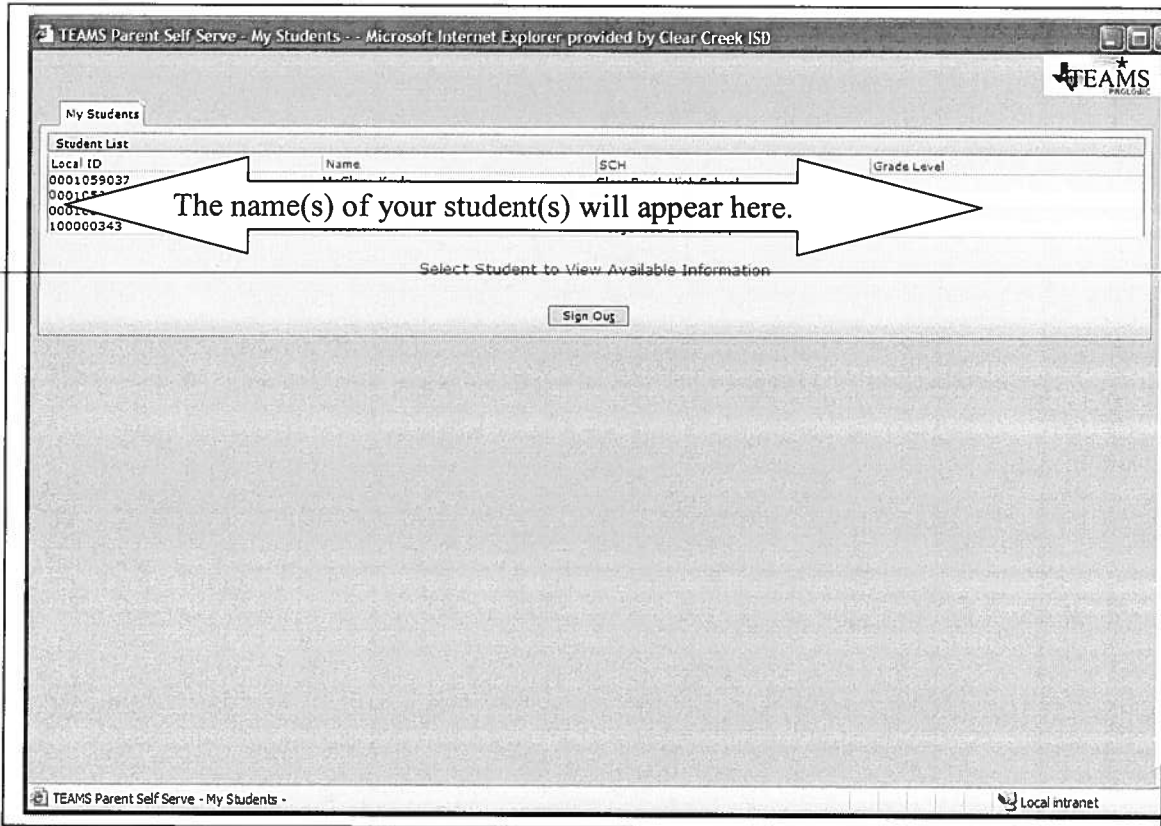 TEAMS Parent Self Serve - My Students - - Microsoft Internet Explorer provided by Clear Creek ISD
TEAMS
PROLOGIC
My Students
Student List
Local ID Name SCH Grade Level
0001059037
The name(s) of your student(s) will appear here.
100000343
Select Student to View Available Information
Sign Out
TEAMS Parent Self Serve - My Students -
Local intranet